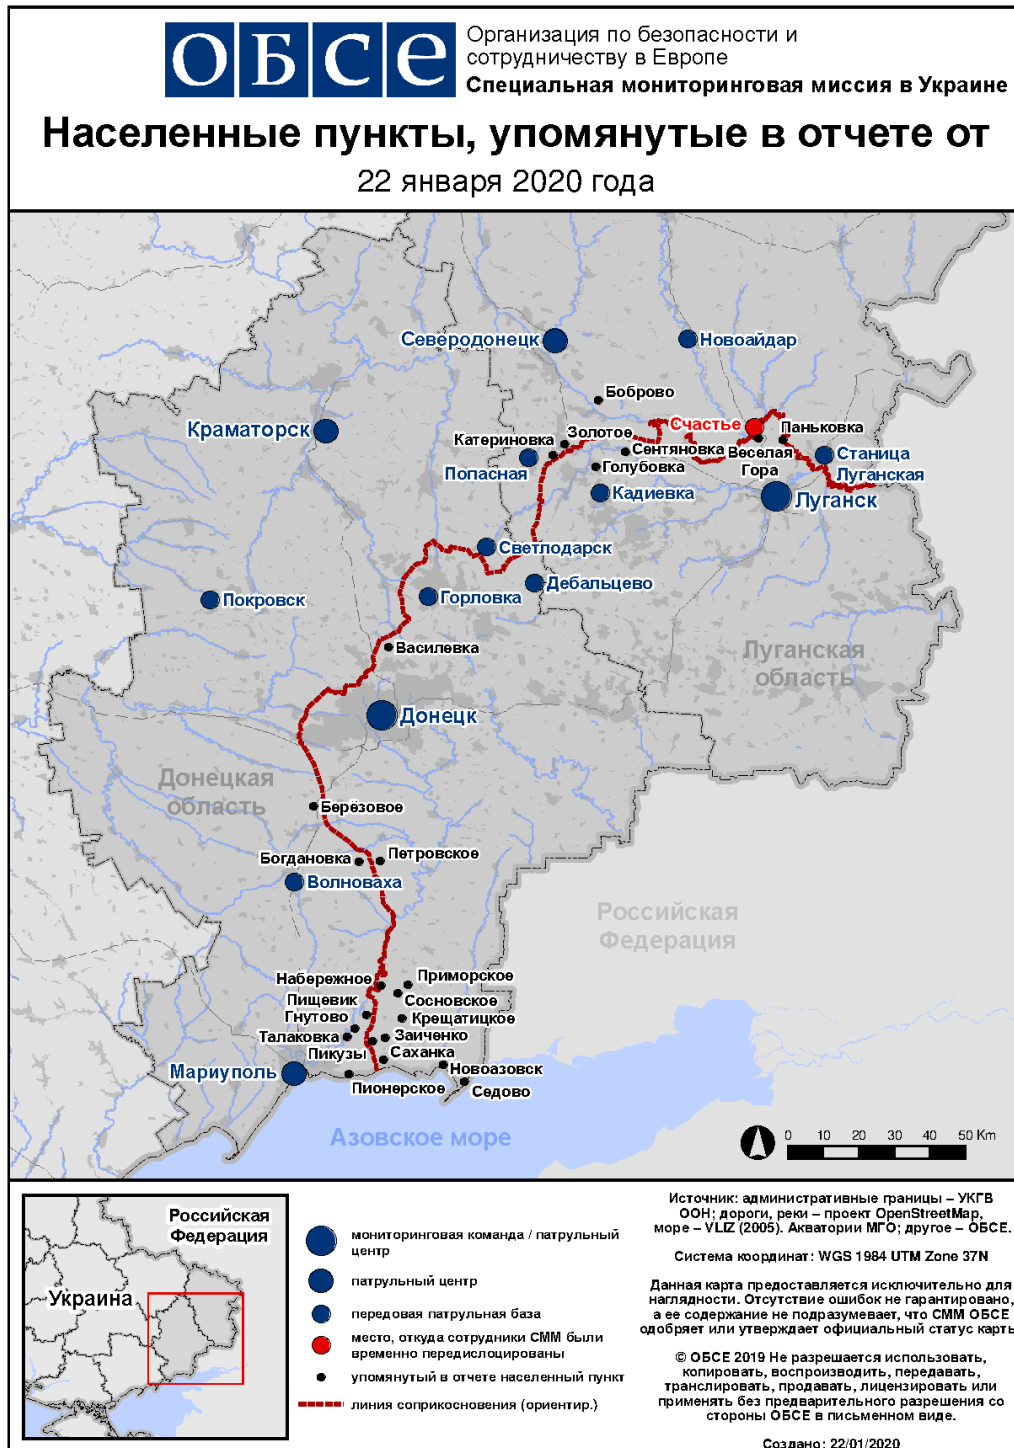 ОБСЕ
Организация по безопасности и
сотрудничеству в Европе
Специальная мониторинговая миссия в Украине
Населенные пункты, упомянутые в отчете от
22 января 2020 года
Северодонецк
Новоайдар
Боброво
Краматорск
Счастье
Золотое
Катериновка
Паньковка
Сентяновка
Веселая
Гора
Станица
Луганская
Попасная
Голубовка
Кадиевка
Луганск
Светлодарск
Дебальцево
Покровск
Горловка
Василевка
Луганская
область
Донецк
Донецкая
область
Берёзовое
Богдановка
Петровское
Волноваха
Российская
Федерация
Набережное
Приморское
Пищевик
Сосновское
Гнутово
Крещатицкое
Талаковка
Заиченко
Пикузы
Саханка
Мариуполь
Новоазовск
Пионерское
Седово
Азовское море
0 10 20 30 40 50 Km
Российская
Федерация
Украина
мониторинговая команда / патрульный
центр
патрульный центр
передовая патрульная база
место, откуда сотрудники СММ были
временно передислоцированы
упомянутый в отчете населенный пункт
линия соприкосновения (ориентир.)
Источник: административные границы – УКГВ
ООН; дороги, реки – проект OpenStreetMap,
море – VLIZ (2005). Акватории МГО; другое – ОБСЕ.
Система координат: WGS 1984 UTM Zone 37N
Данная карта предоставляется исключительно для
наглядности. Отсутствие ошибок не гарантировано,
а ее содержание не подразумевает, что СММ ОБСЕ
одобряет или утверждает официальный статус карты
© ОБСЕ 2019 Не разрешается использовать,
копировать, воспроизводить, передавать,
транслировать, продавать, лицензировать или
применять без предварительного разрешения со
стороны ОБСЕ в письменном виде.
Создано: 22/01/2020